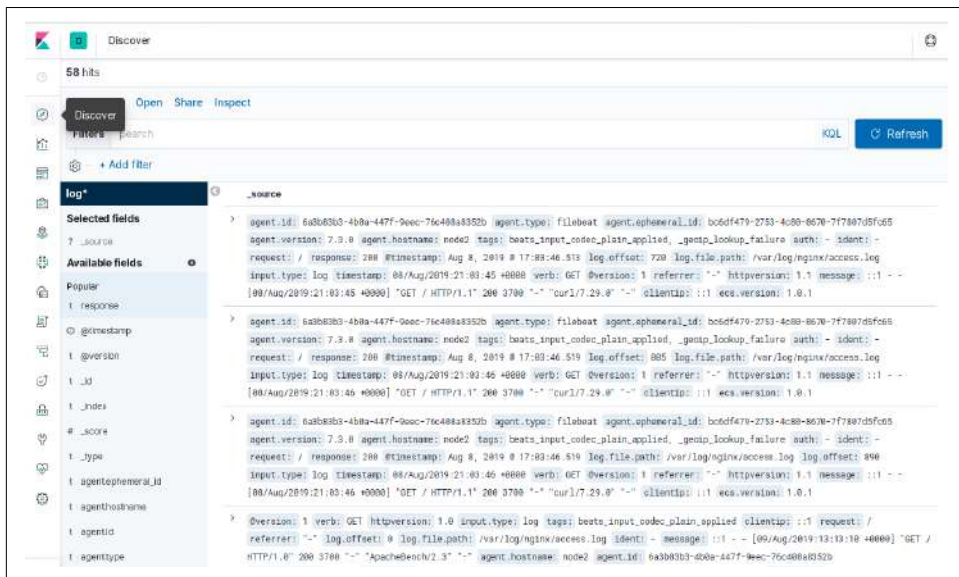 D Discover
58 hits
Open Share Inspect
Discover
Filters Search KQL Refresh
+ Add filter
log*
Selected fields
? _source
Available fields
Popular
t response
@timestamp
t @version
t _id
t _index
# _score
t _type
t agentephemeral_id
t agenthostname
t agentid
t agenttype
_source
agent.id: 6a3b83b3-4b0a-447f-9eec-76c408a8352b agent.type: filebeat agent.ephemeral_id: bc6df479-2753-4c80-8670-7f7807d5fc65
agent.version: 7.3.0 agent.hostname: node2 tags: beats_input_codec_plain_applied, _geoip_lookup_failure auth: - ident: -
request: / response: 200 @timestamp: Aug 8, 2019 @ 17:03:46.513 log.offset: 720 log.file.path: /var/log/nginx/access.log
input.type: log timestamp: 08/Aug/2019:21:03:45 +0000 verb: GET @version: 1 referrer: "-" httpversion: 1.1 message: ::1 - -
[08/Aug/2019:21:03:45 +0000] "GET / HTTP/1.1" 200 3700 "-" "curl/7.29.0" "-" clientip: ::1 ecs.version: 1.0.1
agent.id: 6a3b83b3-4b0a-447f-9eec-76c408a8352b agent.type: filebeat agent.ephemeral_id: bc6df479-2753-4c80-8670-7f7807d5fc65
agent.version: 7.3.0 agent.hostname: node2 tags: beats_input_codec_plain_applied, _geoip_lookup_failure auth: - ident: -
request: / response: 200 @timestamp: Aug 8, 2019 @ 17:03:46.519 log.offset: 805 log.file.path: /var/log/nginx/access.log
input.type: log timestamp: 08/Aug/2019:21:03:46 +0000 verb: GET @version: 1 referrer: "-" httpversion: 1.1 message: ::1 - -
[08/Aug/2019:21:03:46 +0000] "GET / HTTP/1.1" 200 3700 "-" "curl/7.29.0" "-" clientip: ::1 ecs.version: 1.0.1
agent.id: 6a3b83b3-4b0a-447f-9eec-76c408a8352b agent.type: filebeat agent.ephemeral_id: bc6df479-2753-4c80-8670-7f7807d5fc65
agent.version: 7.3.0 agent.hostname: node2 tags: beats_input_codec_plain_applied, _geoip_lookup_failure auth: - ident: -
request: / response: 200 @timestamp: Aug 8, 2019 @ 17:03:46.519 log.file.path: /var/log/nginx/access.log log.offset: 890
input.type: log timestamp: 08/Aug/2019:21:03:46 +0000 verb: GET @version: 1 referrer: "-" httpversion: 1.1 message: ::1 - -
[08/Aug/2019:21:03:46 +0000] "GET / HTTP/1.1" 200 3700 "-" "curl/7.29.0" "-" clientip: ::1 ecs.version: 1.0.1
@version: 1 verb: GET httpversion: 1.0 input.type: log tags: beats_input_codec_plain_applied clientip: ::1 request: /
referrer: "-" log.offset: 0 log.file.path: /var/log/nginx/access.log ident: - message: ::1 - - [09/Aug/2019:13:13:10 +0000] "GET /
HTTP/1.0" 200 3700 "-" "ApacheBench/2.3" "-" agent.hostname: node2 agent.id: 6a3b83b3-4b0a-447f-9eec-76c408a8352b